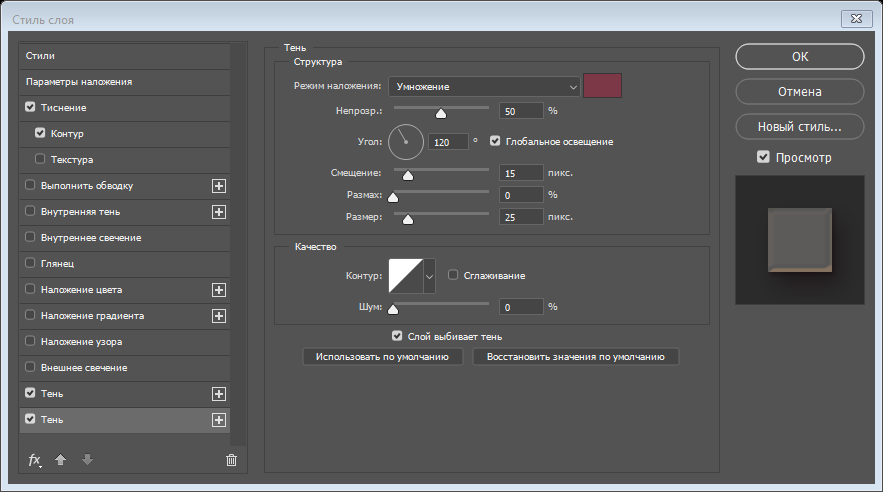 Стиль слоя
Стили
Параметры наложения
Тиснение
Контур
Текстура
Выполнить обводку
Внутренняя тень
Внутреннее свечение
Глянец
Наложение цвета
Наложение градиента
Наложение узора
Внешнее свечение
Тень
Тень
fx
Тень
Структура
Режим наложения: Умножение
Непрозр.: 50 %
Угол: 120 ° Глобальное освещение
Смещение: 15 пикс.
Размах: 0 %
Размер: 25 пикс.
Качество
Контур: Сглаживание
Шум: 0 %
Слой выбивает тень
Использовать по умолчанию Восстановить значения по умолчанию
ОК
Отмена
Новый стиль...
Просмотр